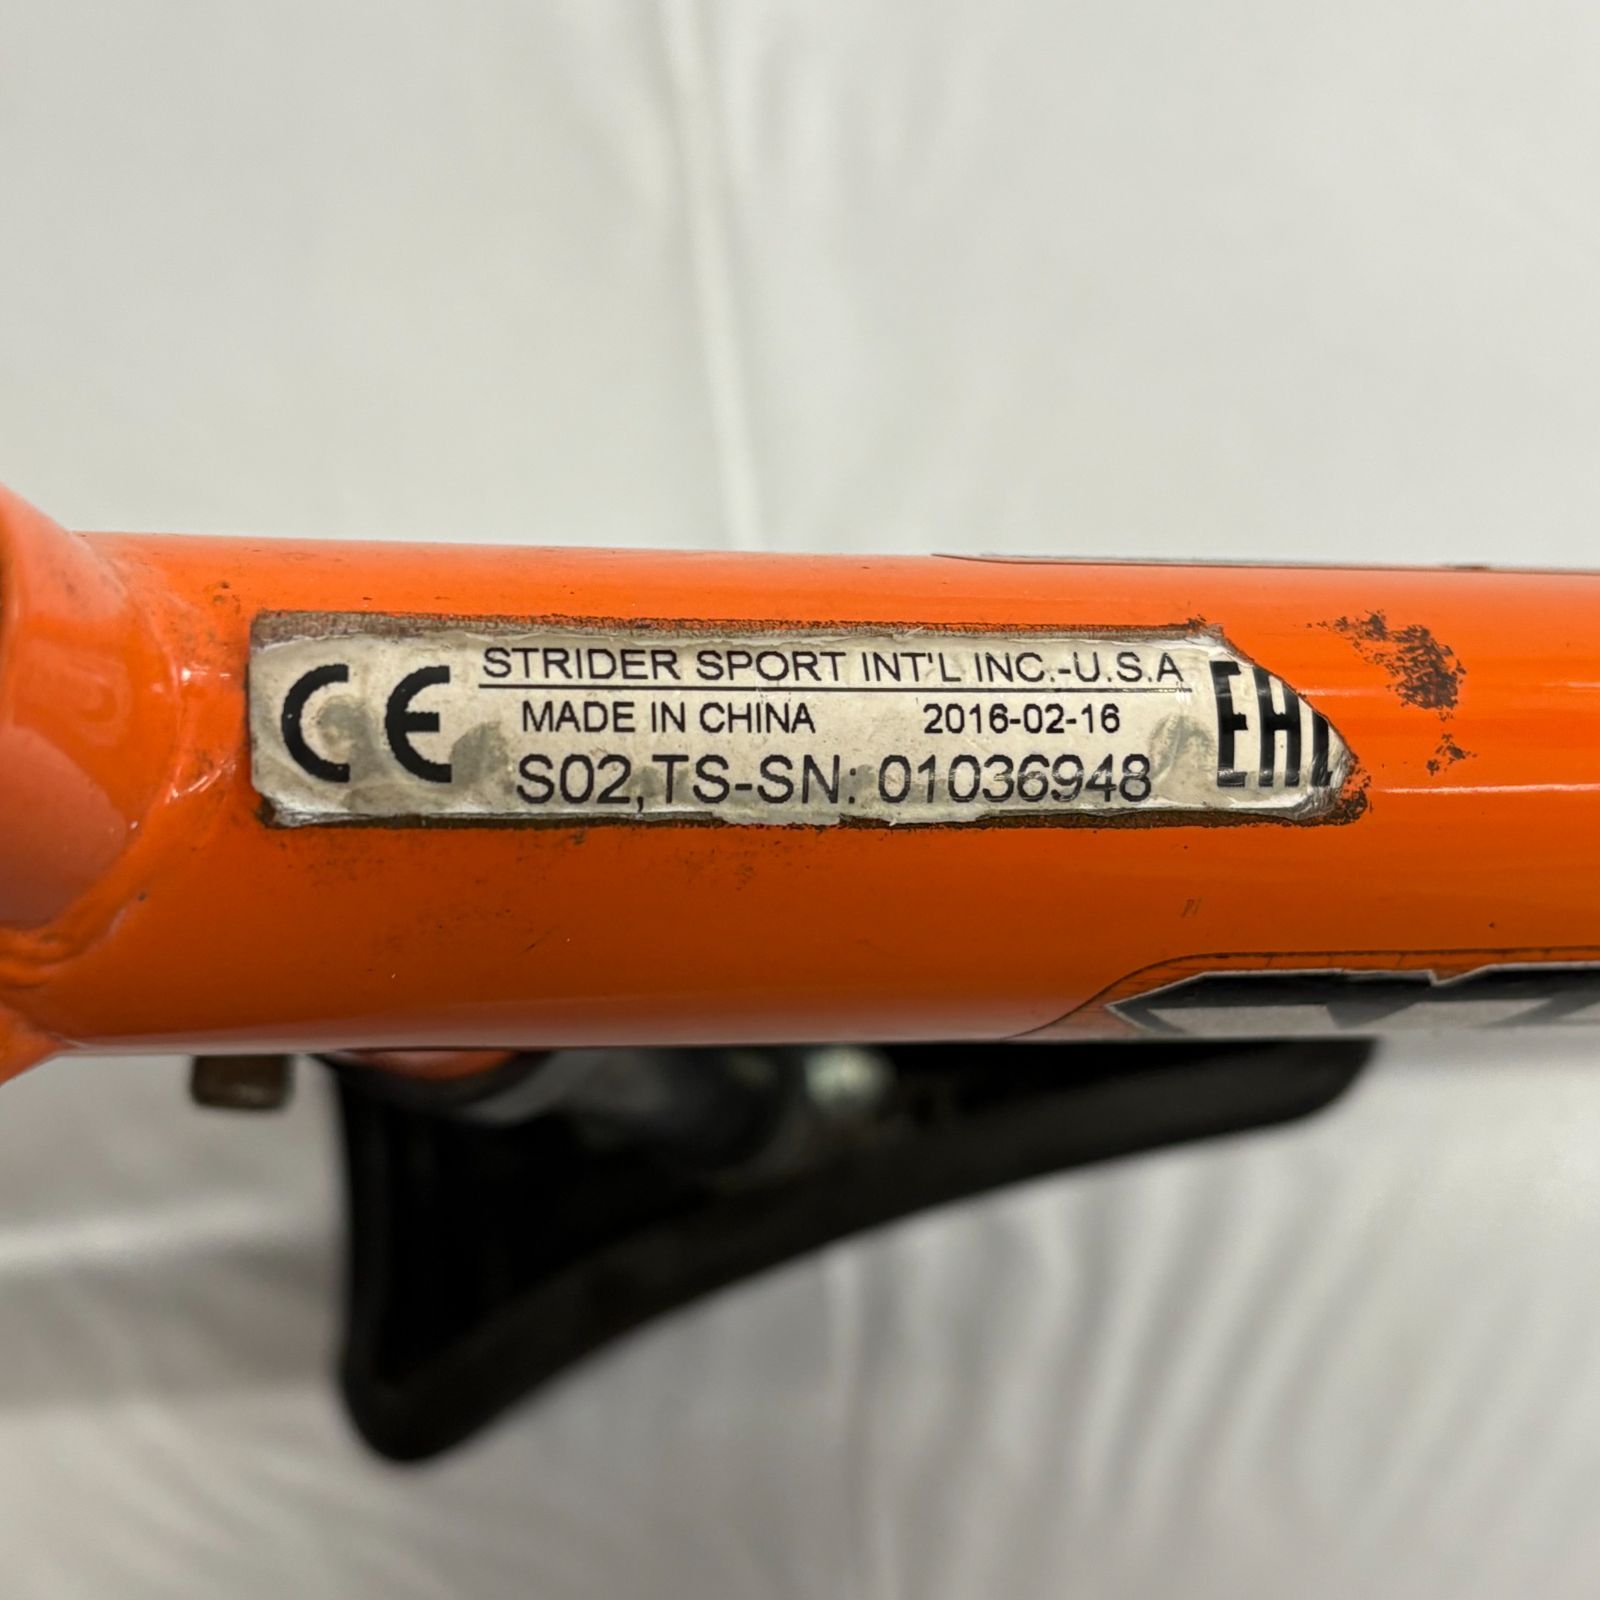 CE
STRIDER SPORT INT'L INC.-U.S.A
MADE IN CHINA 2016-02-16
S02,TS-SN: 01036948